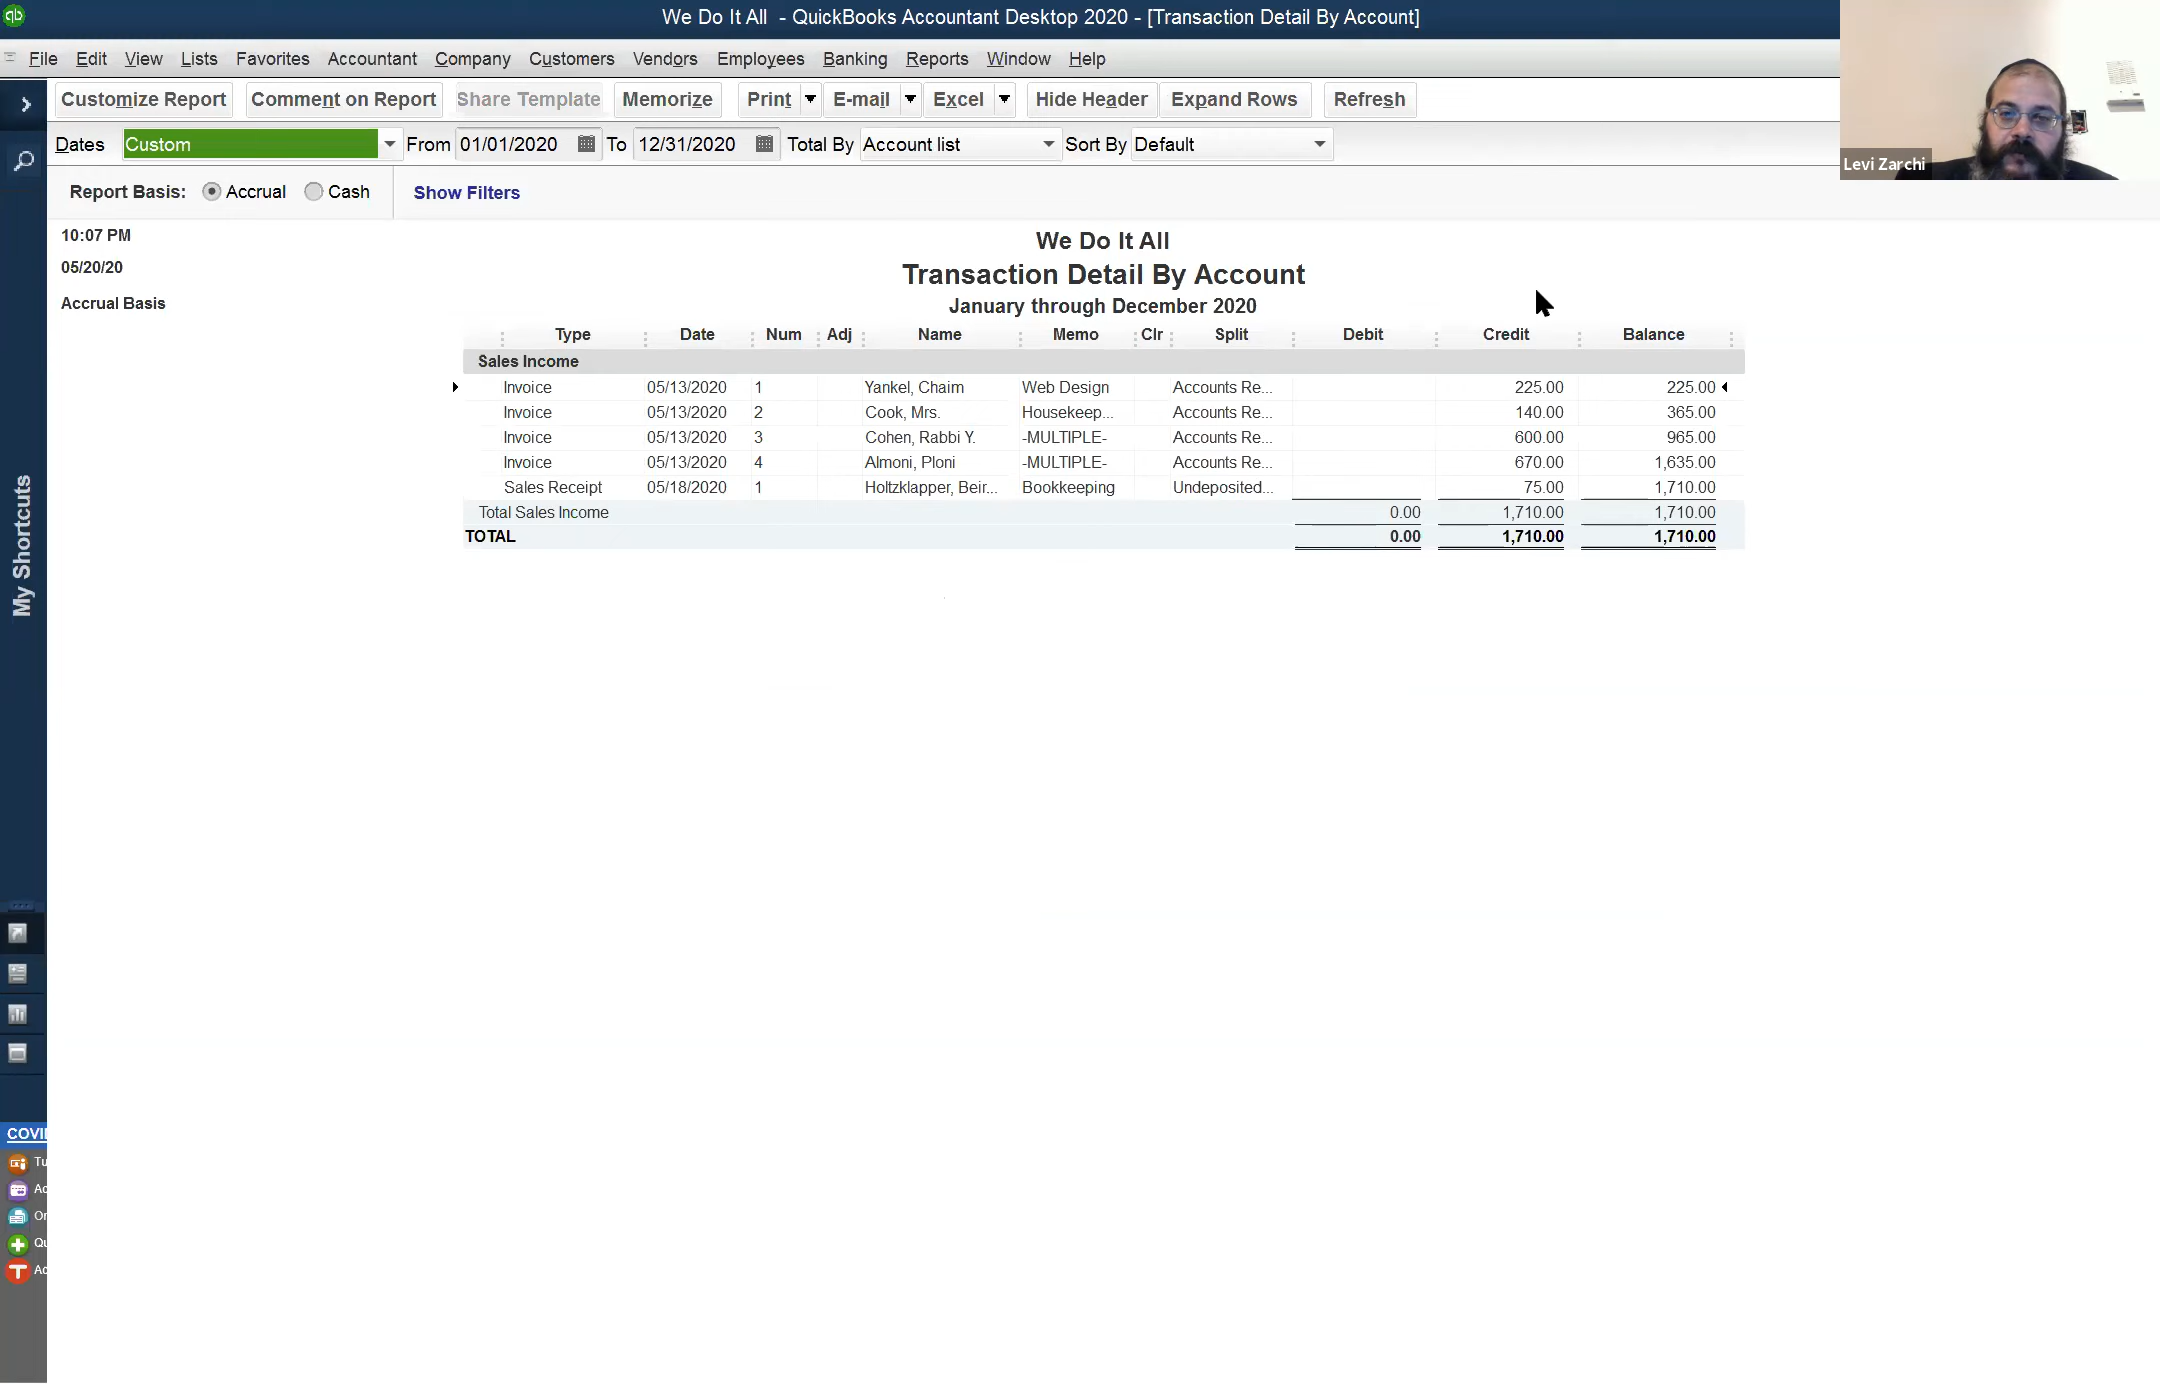 qb
We Do It All - QuickBooks Accountant Desktop 2020 - [Transaction Detail By Account]
File Edit View Lists Favorites Accountant Company Customers Vendors Employees Banking Reports Window Help
Customize Report Comment on Report Share Template Memorize Print E-mail Excel Hide Header Expand Rows Refresh
Dates Custom From 01/01/2020 To 12/31/2020 Total By Account list Sort By Default
Levi Zarchi
Report Basis: Accrual Cash Show Filters
10:07 PM
05/20/20
Accrual Basis
We Do It All
Transaction Detail By Account
January through December 2020
Type Date Num Adj Name Memo Clr Split Debit Credit Balance
Sales Income
Invoice 05/13/2020 1 Yankel, Chaim Web Design Accounts Re... 225.00 225.00
Invoice 05/13/2020 2 Cook, Mrs. Housekeep... Accounts Re... 140.00 365.00
Invoice 05/13/2020 3 Cohen, Rabbi Y. -MULTIPLE- Accounts Re... 600.00 965.00
Invoice 05/13/2020 4 Almoni, Ploni -MULTIPLE- Accounts Re... 670.00 1,635.00
Sales Receipt 05/18/2020 1 Holtzklapper, Beir... Bookkeeping Undeposited... 75.00 1,710.00
Total Sales Income 0.00 1,710.00 1,710.00
TOTAL 0.00 1,710.00 1,710.00
My Shortcuts
COVI
Tu
Ac
Or
Qu
Ac